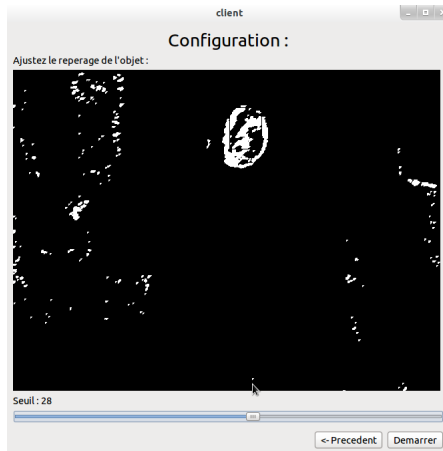 client
Configuration :
Ajustez le reperage de l'objet :
Seuil : 28
<- Precedent Demarrer